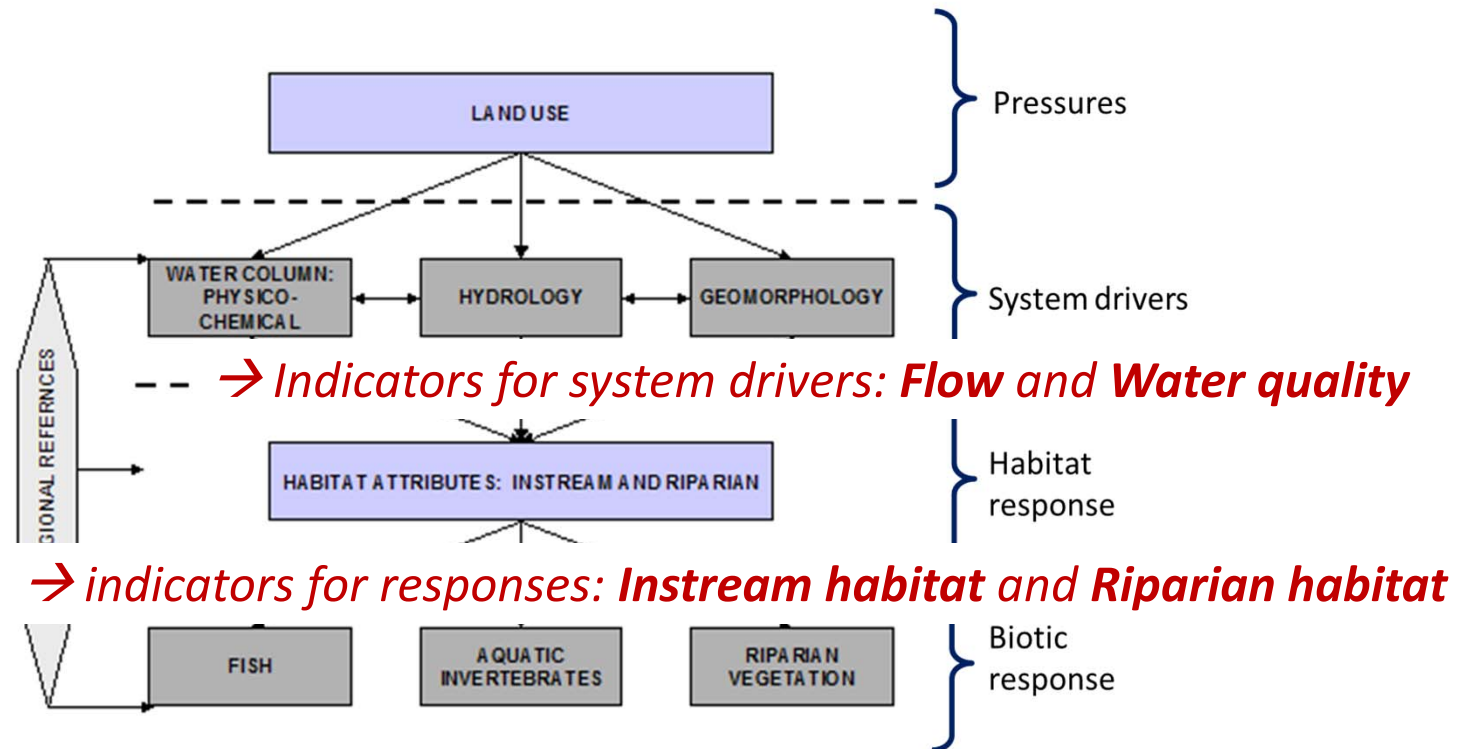 Pressures
LAND USE
WATER COLUMN:
PHYSICO-
CHEMICAL
HYDROLOGY
GEOMORPHOLOGY
System drivers
→ Indicators for system drivers: Flow and Water quality
GIONAL REFERNCES
HABITAT ATTRIBUTES: INSTREAM AND RIPARIAN
Habitat
response
→ indicators for responses: Instream habitat and Riparian habitat
FISH
AQUATIC
INVERTEBRATES
RIPARIAN
VEGETATION
Biotic
response